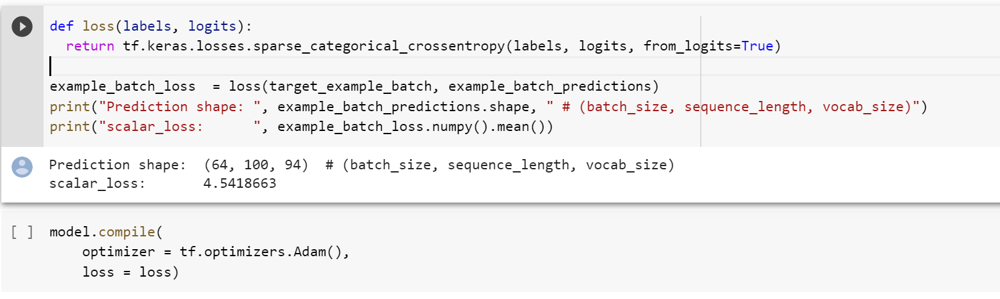 def loss(labels, logits):
  return tf.keras.losses.sparse_categorical_crossentropy(labels, logits, from_logits=True)
example_batch_loss  = loss(target_example_batch, example_batch_predictions)
print("Prediction shape: ", example_batch_predictions.shape, " # (batch_size, sequence_length, vocab_size)")
print("scalar_loss:      ", example_batch_loss.numpy().mean())
Prediction shape:  (64, 100, 94)  # (batch_size, sequence_length, vocab_size)
scalar_loss:       4.5418663
[ ] model.compile(
    optimizer = tf.optimizers.Adam(),
    loss = loss)